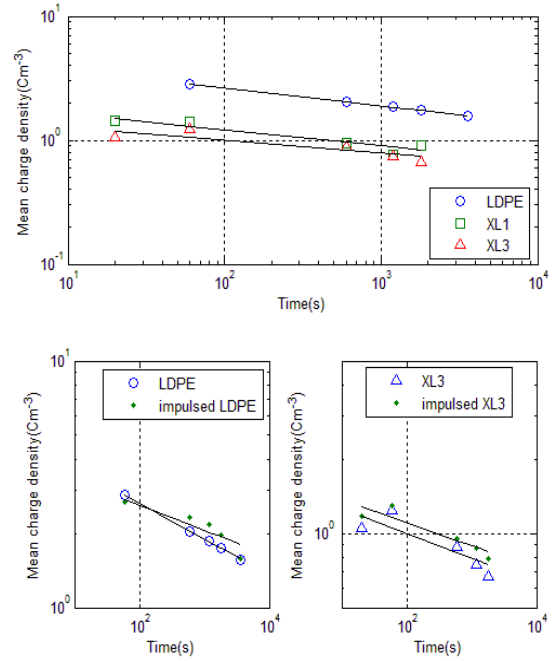 Mean charge density(Cm-3)
10^1
10^0
10^-1
10^1
10^2
10^3
10^4
Time(s)
LDPE
XL1
XL3
Mean charge density(Cm-3)
10^1
10^0
10^2
10^4
Time(s)
LDPE
impulsed LDPE
Mean charge density(Cm-3)
10^0
10^2
10^4
Time(s)
XL3
impulsed XL3